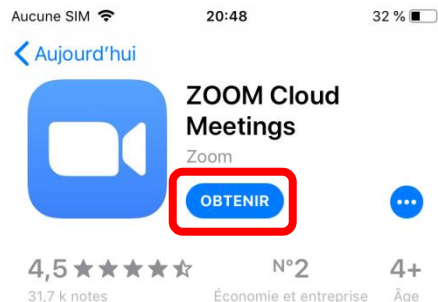 Aucune SIM 20:48 32 %
Aujourd'hui
ZOOM Cloud
Meetings
Zoom
OBTENIR
4,5 N°2 4+
31,7 k notes Économie et entreprise Âge